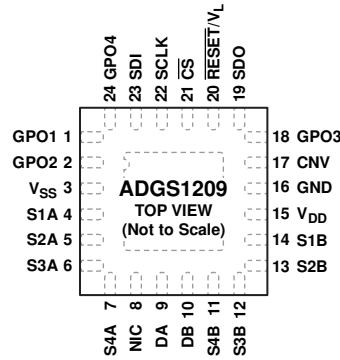 24 GPO4
23 SDI
22 SCLK
21 CS
20 RESET/VL
19 SDO
GPO1 1
GPO2 2
VSS 3
S1A 4
S2A 5
S3A 6
ADGS1209
TOP VIEW
(Not to Scale)
18 GPO3
17 CNV
16 GND
15 VDD
14 S1B
13 S2B
S4A 7
NIC 8
DA 9
DB 10
S4B 11
S3B 12